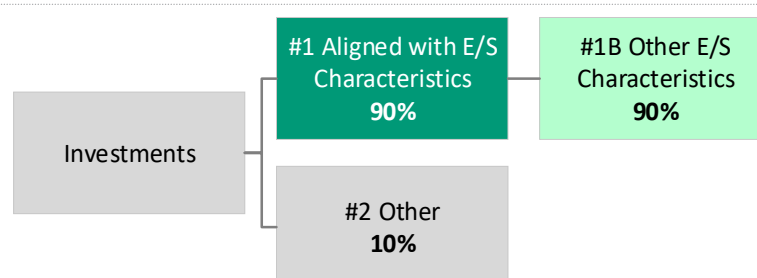 Investments
#1 Aligned with E/S
Characteristics
90%
#1B Other E/S
Characteristics
90%
#2 Other
10%